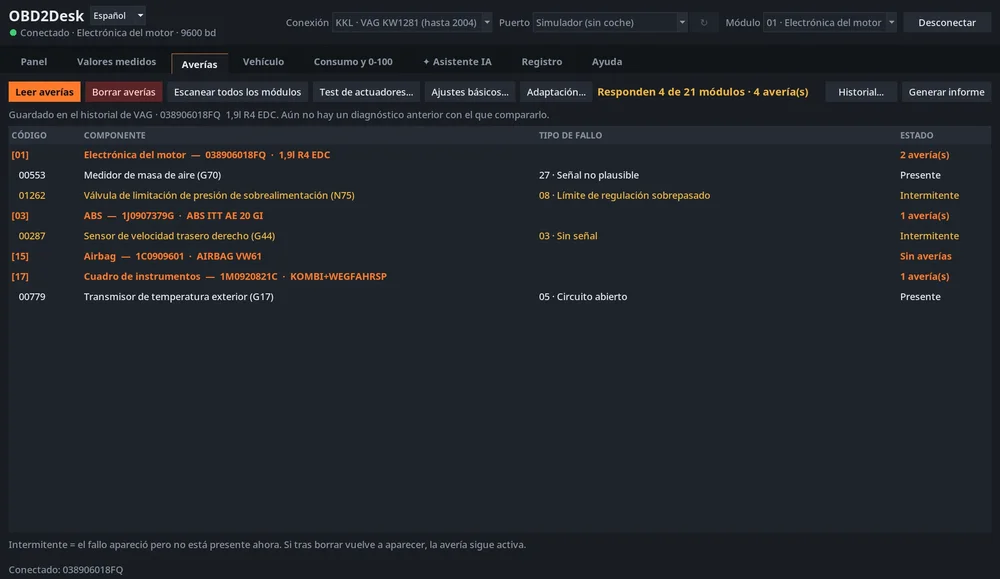 OBD2Desk Español
Conectado · Electrónica del motor · 9600 bd
Conexión KKL · VAG KW1281 (hasta 2004) Puerto Simulador (sin coche) ↻ Módulo 01 · Electrónica del motor Desconectar
Panel Valores medidos Averías Vehículo Consumo y 0-100 ✦ Asistente IA Registro Ayuda
Leer averías Borrar averías Escanear todos los módulos Test de actuadores... Ajustes básicos... Adaptación... Responden 4 de 21 módulos · 4 avería(s) Historial... Generar informe
Guardado en el historial de VAG · 038906018FQ 1,9l R4 EDC. Aún no hay un diagnóstico anterior con el que compararlo.
CÓDIGO COMPONENTE TIPO DE FALLO ESTADO
[01] Electrónica del motor — 038906018FQ · 1,9l R4 EDC 2 avería(s)
00553 Medidor de masa de aire (G70) 27 · Señal no plausible Presente
01262 Válvula de limitación de presión de sobrealimentación (N75) 08 · Límite de regulación sobrepasado Intermitente
[03] ABS — 1J0907379G · ABS ITT AE 20 GI 1 avería(s)
00287 Sensor de velocidad trasero derecho (G44) 03 · Sin señal Intermitente
[15] Airbag — 1C0909601 · AIRBAG VW61 Sin averías
[17] Cuadro de instrumentos — 1M0920821C · KOMBI+WEGFAHRSP 1 avería(s)
00779 Transmisor de temperatura exterior (G17) 05 · Circuito abierto Presente
Intermitente = el fallo apareció pero no está presente ahora. Si tras borrar vuelve a aparecer, la avería sigue activa.
Conectado: 038906018FQ